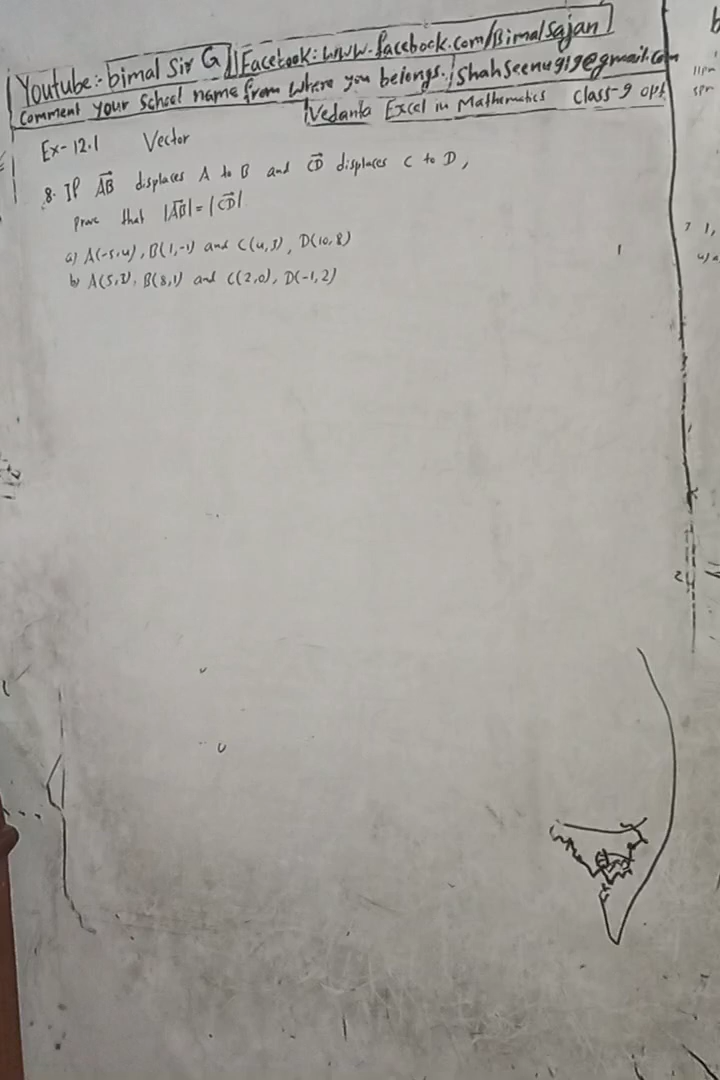 Youtube:- bimal Sir G || Facebook: www.facebook.com/Bimalsajan
Comment your School name from where you belongs. | Shahseenu919@gmail.com
Vedanta Excel in Mathematics Class-9 opt
Ex-12.1 Vector
8. If AB displaces A to B and CD displaces C to D,
prove that |AB| = |CD|
a) A(-5,4), B(1,-1) and C(4,3), D(10,8)
b) A(5,3), B(8,1) and C(2,0), D(-1,2)